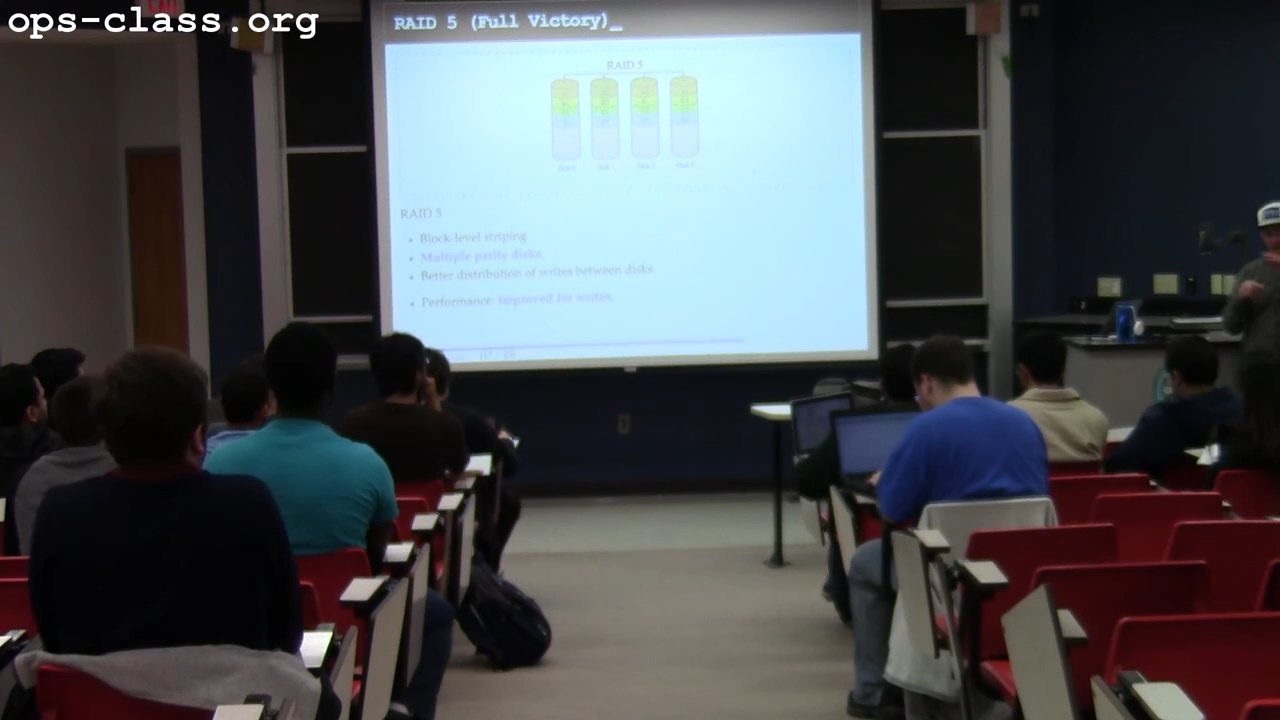 ops-class.org
RAID 5 (Full Victory)_
RAID 5
RAID 5
• Block-level striping
• Multiple parity disks.
• Better distribution of writes between disks.
• Performance: improved for writes.